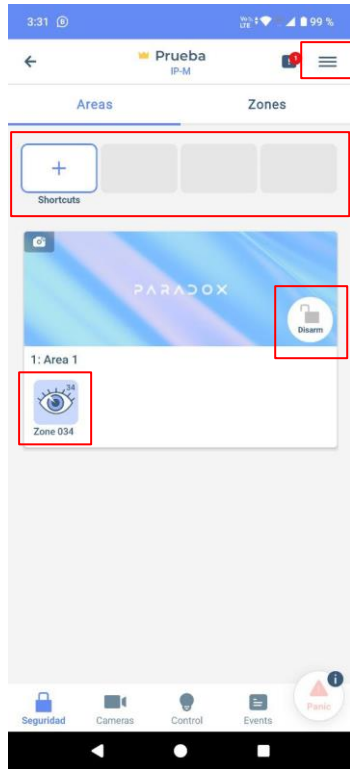 3:31
99 %
Prueba
IP-M
Areas
Zones
+
Shortcuts
PARADOX
Disarm
1: Area 1
34
Zone 034
Seguridad
Cameras
Control
Events
Panic